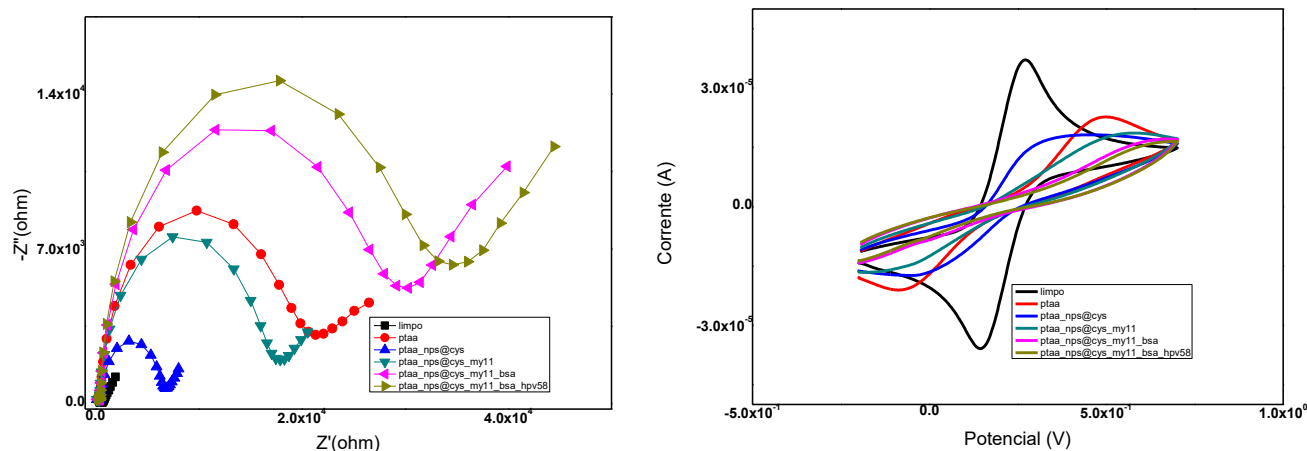 1.4x10⁴
7.0x10³
0.0
-Z"(ohm)
0.0
2.0x10⁴
4.0x10⁴
Z'(ohm)
limpo
ptaa
ptaa_nps@cys
ptaa_nps@cys_my11
ptaa_nps@cys_my11_bsa
ptaa_nps@cys_my11_bsa_hpv58
3.0x10⁻⁵
0.0
-3.0x10⁻⁵
Corrente (A)
-5.0x10⁻¹
0.0
5.0x10⁻¹
1.0x10⁰
Potencial (V)
limpo
ptaa
ptaa_nps@cys
ptaa_nps@cys_my11
ptaa_nps@cys_my11_bsa
ptaa_nps@cys_my11_bsa_hpv58